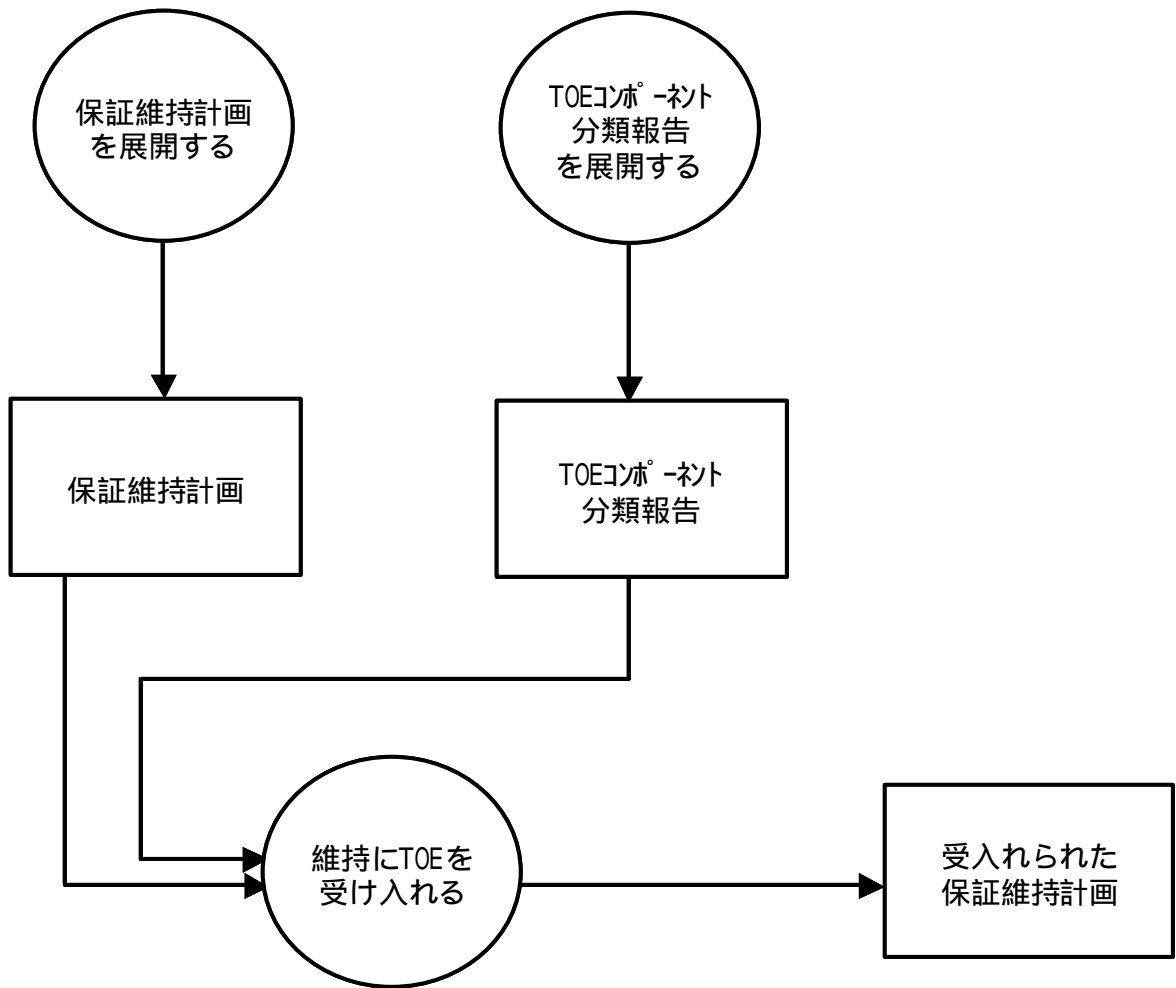 保証維持計画
を展開する
TOEコンポーネント
分類報告
を展開する
保証維持計画
TOEコンポーネント
分類報告
維持にTOEを
受け入れる
受入れられた
保証維持計画